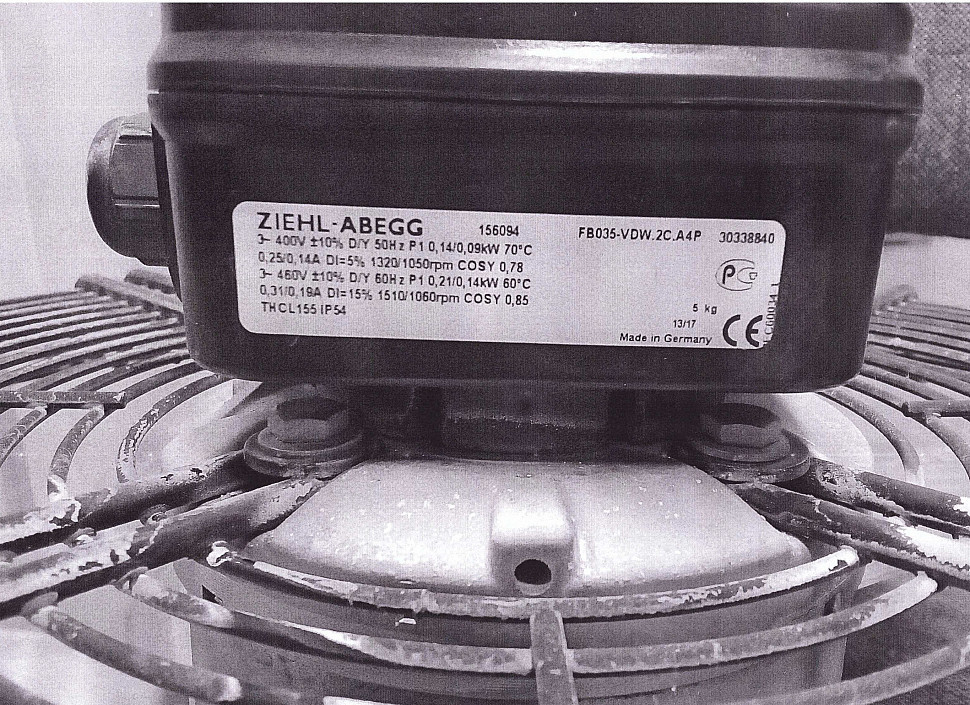 ZIEHL-ABEGG 156094 FB035-VDW.2C.A4P 30338840
3~ 400V ±10% D/Y 50Hz P1 0,14/0,09kW 70°C
0,25/0,14A DI=5% 1320/1050rpm COSY 0,78
3~ 460V ±10% D/Y 60Hz P1 0,21/0,14kW 60°C
0,31/0,19A DI=15% 1510/1060rpm COSY 0,85
THCL155 IP54
5 kg
13/17
Made in Germany CE